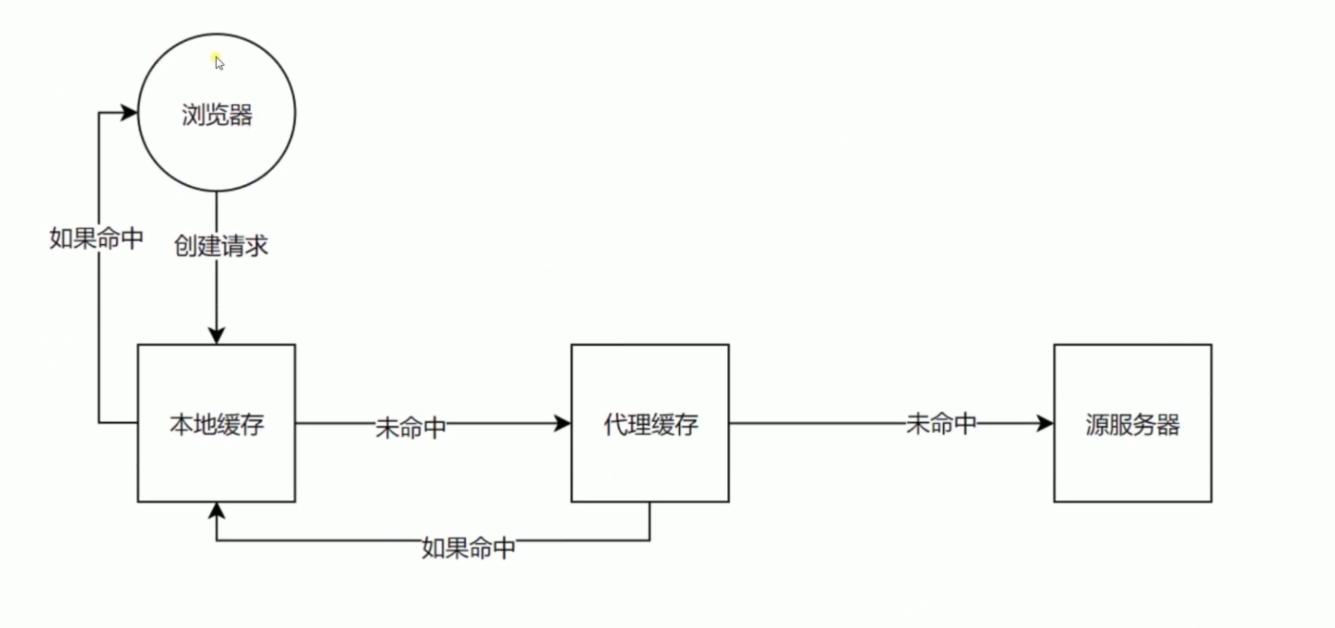 浏览器
如果命中
创建请求
本地缓存
未命中
代理缓存
未命中
源服务器
如果命中